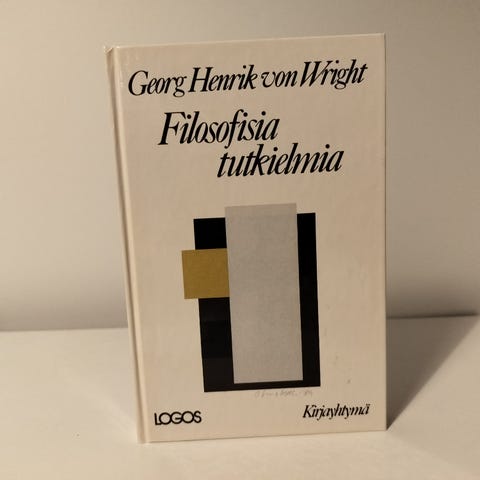 Georg Henrik von Wright
Filosofisia
tutkielmia
LOGOS
Kirjayhtymä